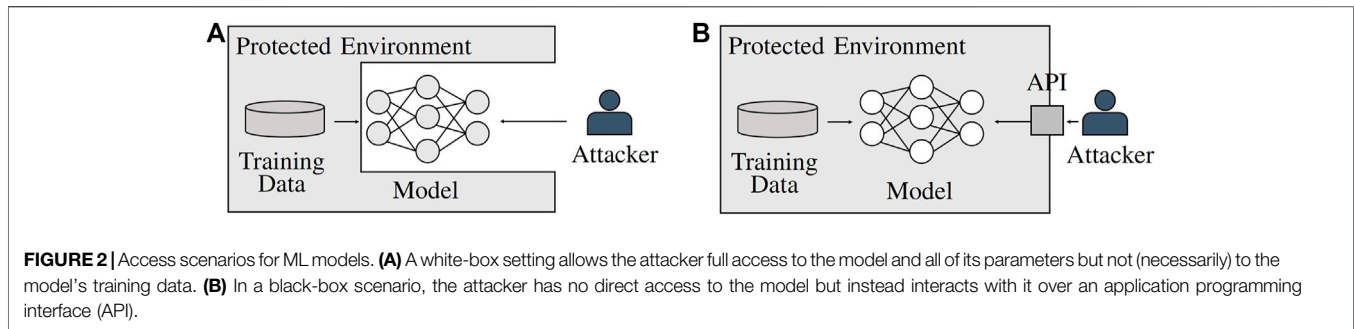 A
Protected Environment
Training
Data
Model
Attacker
B
Protected Environment
API
Training
Data
Model
Attacker
FIGURE 2 | Access scenarios for ML models. (A) A white-box setting allows the attacker full access to the model and all of its parameters but not (necessarily) to the
model's training data. (B) In a black-box scenario, the attacker has no direct access to the model but instead interacts with it over an application programming
interface (API).